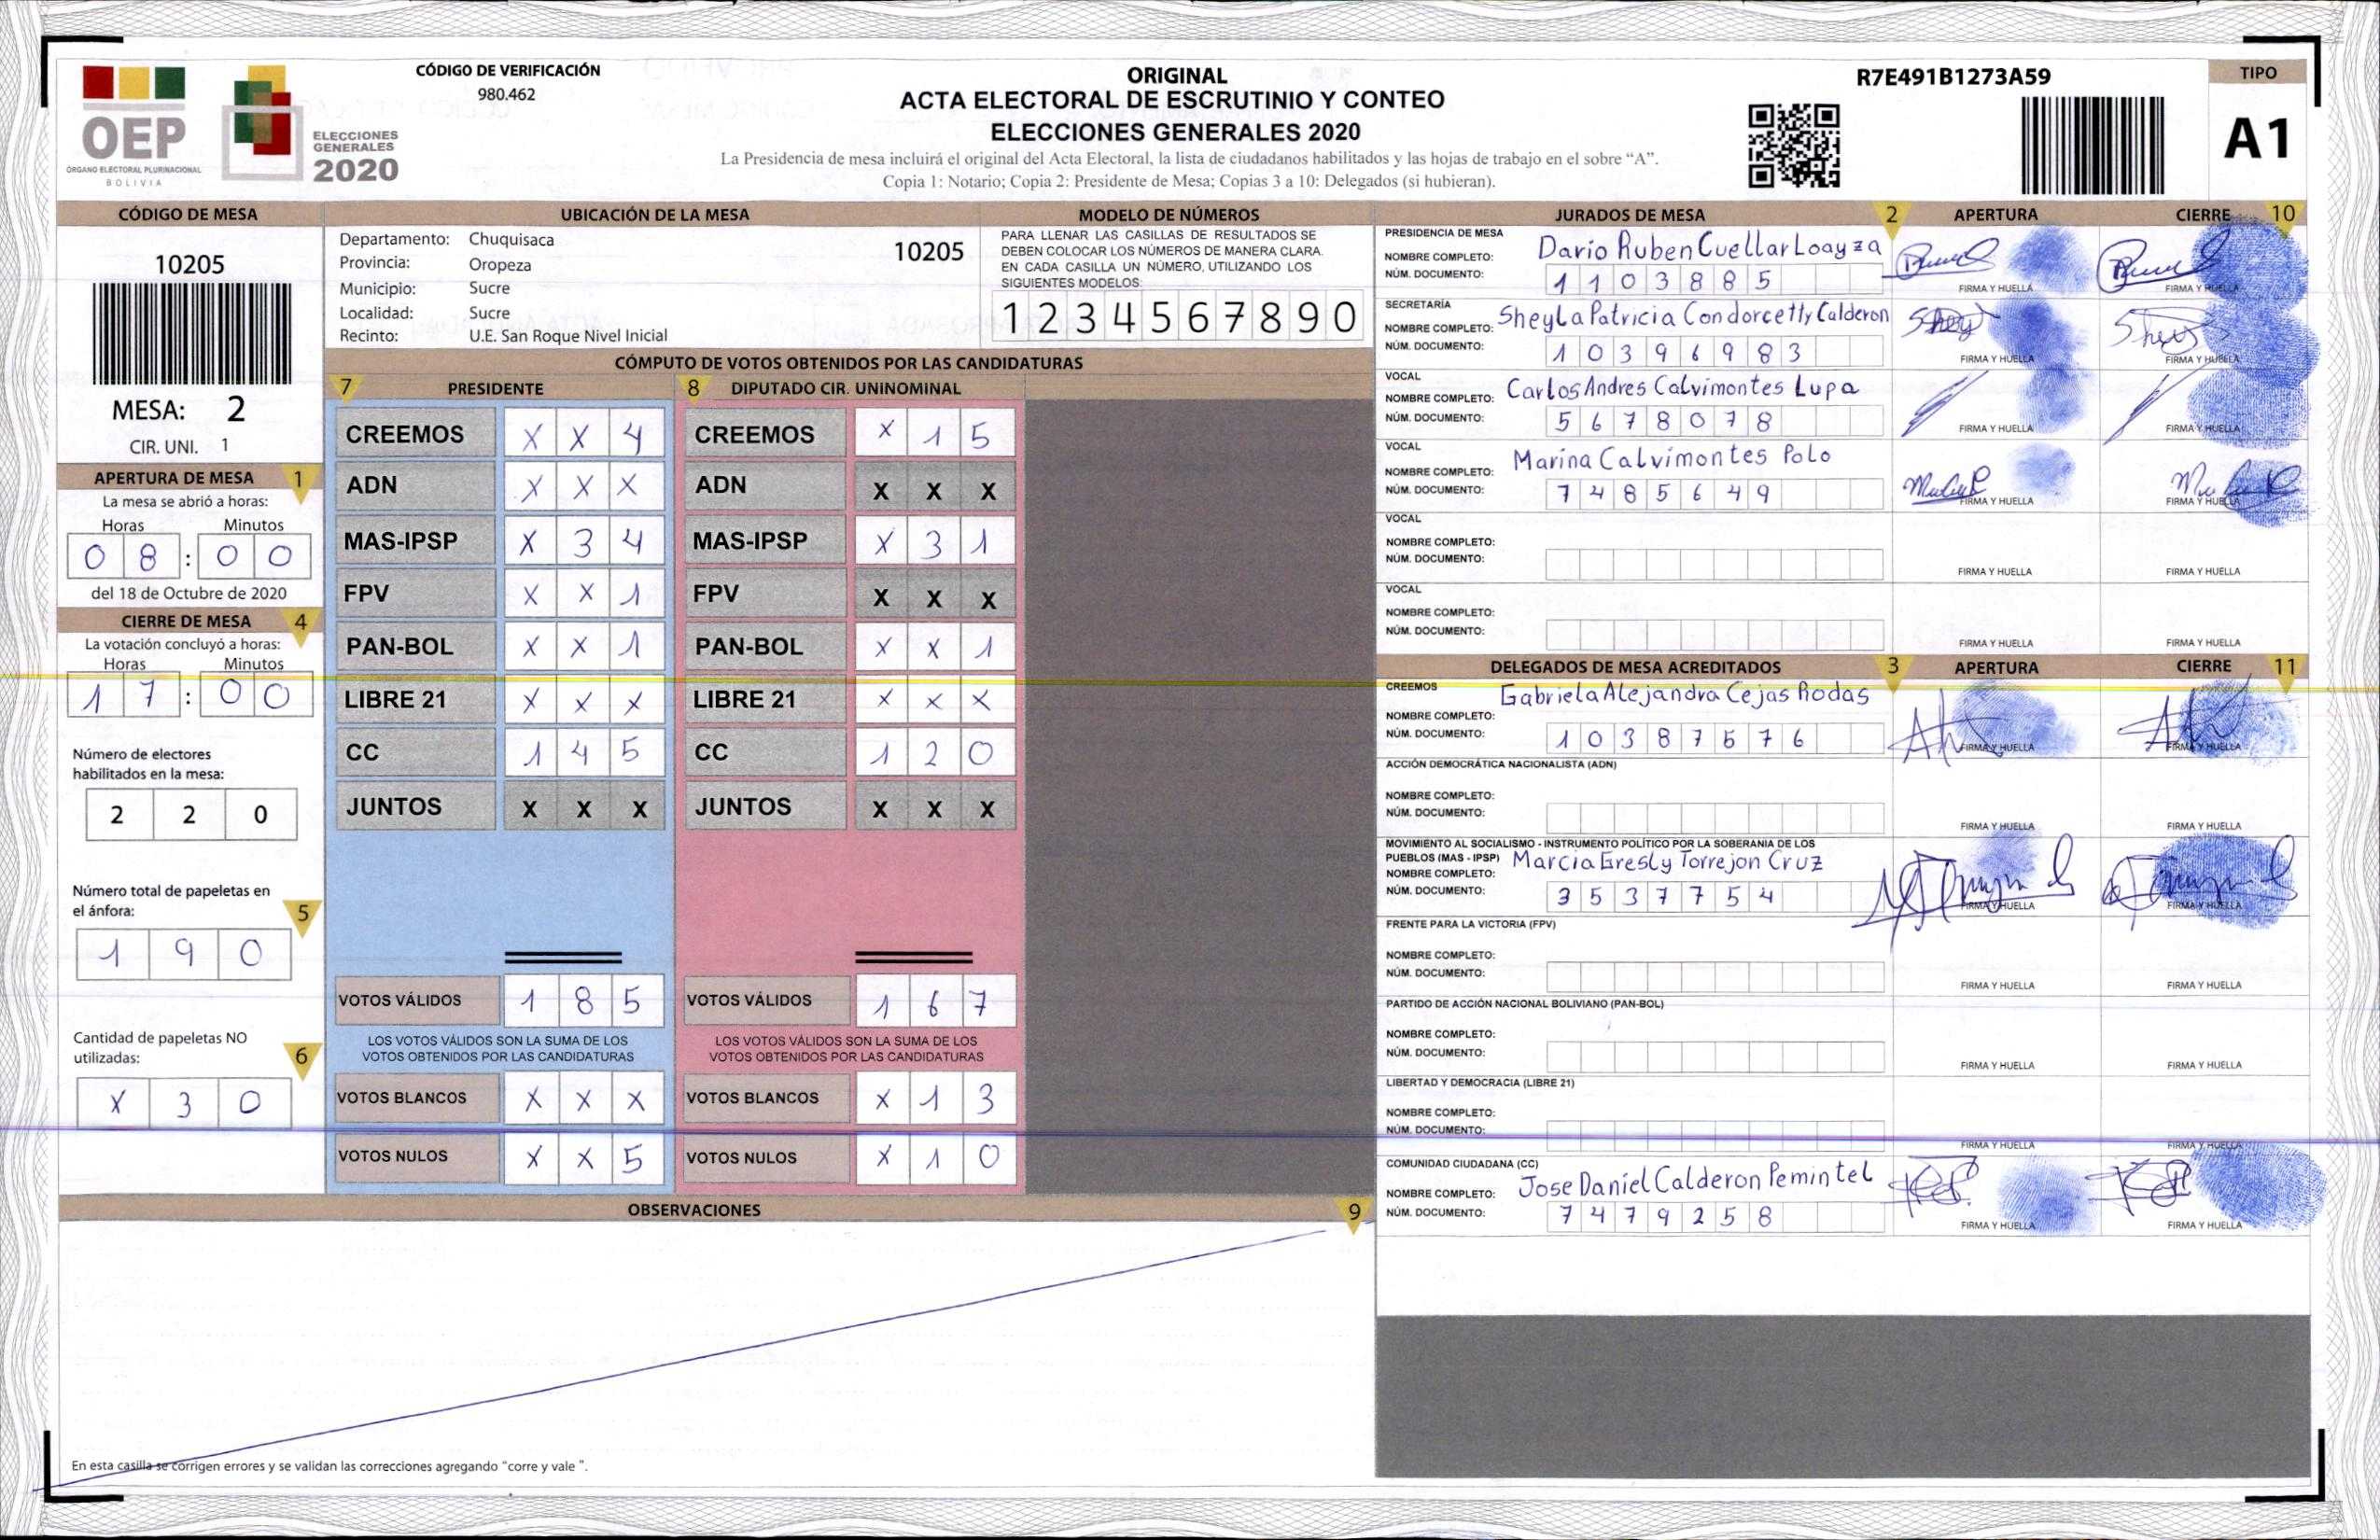 OEP
ÓRGANO ELECTORAL PLURINACIONAL
BOLIVIA
ELECCIONES
GENERALES
2020
CÓDIGO DE VERIFICACIÓN
980.462
ORIGINAL
ACTA ELECTORAL DE ESCRUTINIO Y CONTEO
ELECCIONES GENERALES 2020
La Presidencia de mesa incluirá el original del Acta Electoral, la lista de ciudadanos habilitados y las hojas de trabajo en el sobre “A”.
Copia 1: Notario; Copia 2: Presidente de Mesa; Copias 3 a 10: Delegados (si hubieran).
R7E491B1273A59
TIPO
A1
CÓDIGO DE MESA
10205
MESA: 2
CIR. UNI. 1
APERTURA DE MESA 1
La mesa se abrió a horas:
Horas Minutos
0 8 : 0 0
del 18 de Octubre de 2020
CIERRE DE MESA 4
La votación concluyó a horas:
Horas Minutos
1 7 : 0 0
Número de electores
habilitados en la mesa:
2 2 0
Número total de papeletas en
el ánfora: 5
1 9 0
Cantidad de papeletas NO
utilizadas: 6
X 3 0
UBICACIÓN DE LA MESA
Departamento: Chuquisaca 10205
Provincia: Oropeza
Municipio: Sucre
Localidad: Sucre
Recinto: U.E. San Roque Nivel Inicial
MODELO DE NÚMEROS
PARA LLENAR LAS CASILLAS DE RESULTADOS SE
DEBEN COLOCAR LOS NÚMEROS DE MANERA CLARA.
EN CADA CASILLA UN NÚMERO, UTILIZANDO LOS
SIGUIENTES MODELOS:
1 2 3 4 5 6 7 8 9 0
CÓMPUTO DE VOTOS OBTENIDOS POR LAS CANDIDATURAS
7 PRESIDENTE
CREEMOS X X 4
ADN X X X
MAS-IPSP X 3 4
FPV X X 1
PAN-BOL X X 1
LIBRE 21 X X X
CC 1 4 5
JUNTOS X X X
VOTOS VÁLIDOS 1 8 5
LOS VOTOS VÁLIDOS SON LA SUMA DE LOS
VOTOS OBTENIDOS POR LAS CANDIDATURAS
VOTOS BLANCOS X X X
VOTOS NULOS X X 5
8 DIPUTADO CIR. UNINOMINAL
CREEMOS X 1 5
ADN X X X
MAS-IPSP X 3 1
FPV X X X
PAN-BOL X X 1
LIBRE 21 X X X
CC 1 2 0
JUNTOS X X X
VOTOS VÁLIDOS 1 6 7
LOS VOTOS VÁLIDOS SON LA SUMA DE LOS
VOTOS OBTENIDOS POR LAS CANDIDATURAS
VOTOS BLANCOS X 1 3
VOTOS NULOS X 1 0
OBSERVACIONES 9
En esta casilla se corrigen errores y se validan las correcciones agregando “corre y vale ”.
JURADOS DE MESA 2 APERTURA CIERRE 10
PRESIDENCIA DE MESA
NOMBRE COMPLETO: Dario Ruben Cuellar Loayza
NÚM. DOCUMENTO: 1 1 0 3 8 8 5
FIRMA Y HUELLA FIRMA Y HUELLA
SECRETARÍA
NOMBRE COMPLETO: Sheyla Patricia Condorcetty Calderon
NÚM. DOCUMENTO: 1 0 3 9 6 9 8 3
FIRMA Y HUELLA FIRMA Y HUELLA
VOCAL
NOMBRE COMPLETO: Carlos Andres Calvimontes Lupa
NÚM. DOCUMENTO: 5 6 7 8 0 7 8
FIRMA Y HUELLA FIRMA Y HUELLA
VOCAL
NOMBRE COMPLETO: Marina Calvimontes Polo
NÚM. DOCUMENTO: 7 4 8 5 6 4 9
FIRMA Y HUELLA FIRMA Y HUELLA
VOCAL
NOMBRE COMPLETO:
NÚM. DOCUMENTO:
FIRMA Y HUELLA FIRMA Y HUELLA
VOCAL
NOMBRE COMPLETO:
NÚM. DOCUMENTO:
FIRMA Y HUELLA FIRMA Y HUELLA
DELEGADOS DE MESA ACREDITADOS 3 APERTURA CIERRE 11
CREEMOS
NOMBRE COMPLETO: Gabriela Alejandra Cejas Rodas
NÚM. DOCUMENTO: 1 0 3 8 7 5 7 6
FIRMA Y HUELLA FIRMA Y HUELLA
ACCIÓN DEMOCRÁTICA NACIONALISTA (ADN)
NOMBRE COMPLETO:
NÚM. DOCUMENTO:
FIRMA Y HUELLA FIRMA Y HUELLA
MOVIMIENTO AL SOCIALISMO - INSTRUMENTO POLÍTICO POR LA SOBERANIA DE LOS
PUEBLOS (MAS - IPSP) Marcia Gresly Torrejon Cruz
NOMBRE COMPLETO:
NÚM. DOCUMENTO: 3 5 3 7 7 5 4
FIRMA Y HUELLA FIRMA Y HUELLA
FRENTE PARA LA VICTORIA (FPV)
NOMBRE COMPLETO:
NÚM. DOCUMENTO:
FIRMA Y HUELLA FIRMA Y HUELLA
PARTIDO DE ACCIÓN NACIONAL BOLIVIANO (PAN-BOL)
NOMBRE COMPLETO:
NÚM. DOCUMENTO:
FIRMA Y HUELLA FIRMA Y HUELLA
LIBERTAD Y DEMOCRACIA (LIBRE 21)
NOMBRE COMPLETO:
NÚM. DOCUMENTO:
FIRMA Y HUELLA FIRMA Y HUELLA
COMUNIDAD CIUDADANA (CC)
NOMBRE COMPLETO: Jose Daniel Calderon Pemintel
NÚM. DOCUMENTO: 7 4 7 9 2 5 8
FIRMA Y HUELLA FIRMA Y HUELLA